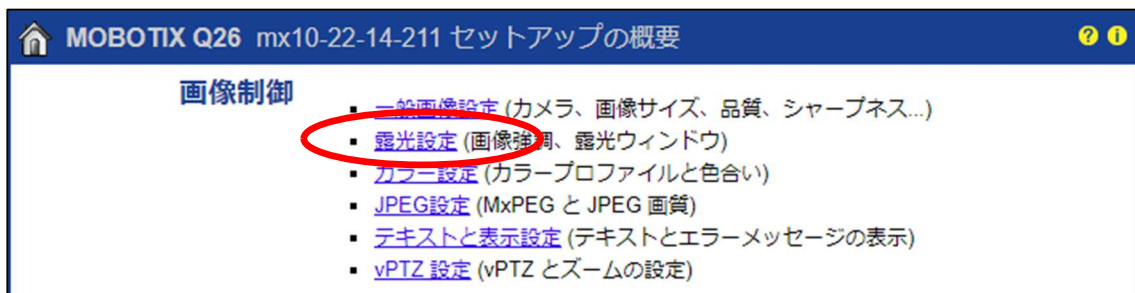 MOBOTIX Q26 mx10-22-14-211 セットアップの概要 ? i
画像制御
一般画像設定 (カメラ、画像サイズ、品質、シャープネス...)
露光設定 (画像強調、露光ウィンドウ)
カラー設定 (カラープロファイルと色合い)
JPEG設定 (MxPEG と JPEG 画質)
テキストと表示設定 (テキストとエラーメッセージの表示)
vPTZ 設定 (vPTZ とズームの設定)